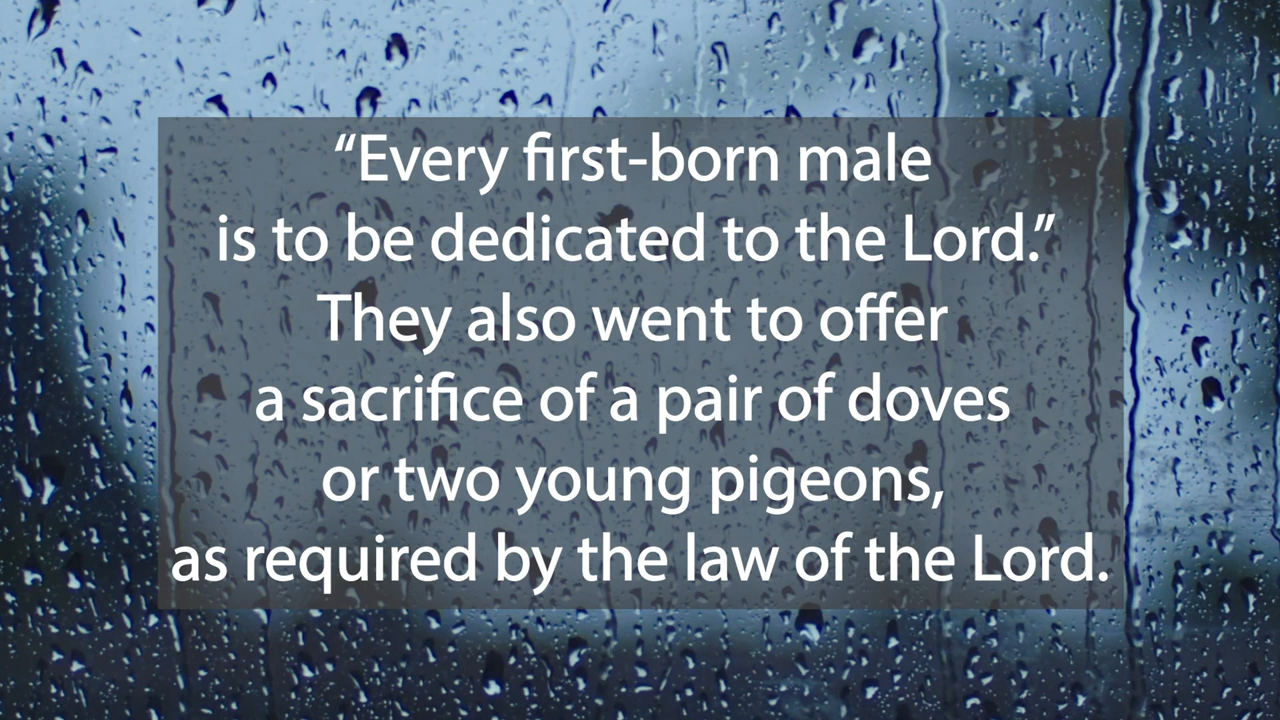 “Every first-born male
is to be dedicated to the Lord.”
They also went to offer
a sacrifice of a pair of doves
or two young pigeons,
as required by the law of the Lord.